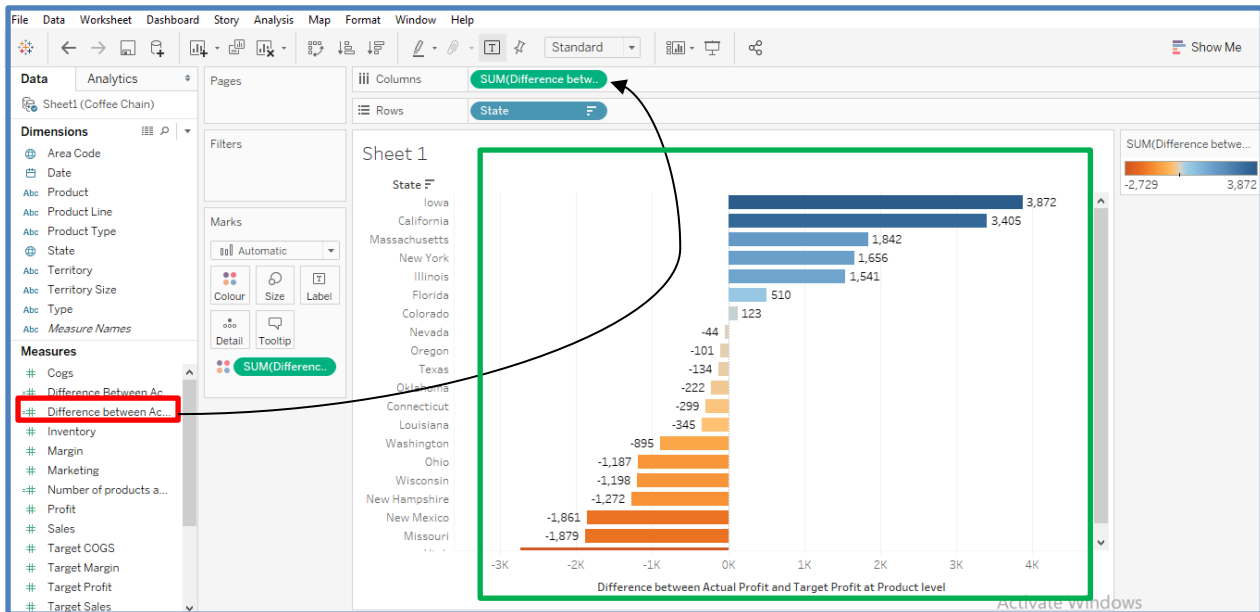 File Data Worksheet Dashboard Story Analysis Map Format Window Help
Standard
Show Me
Data Analytics
Sheet1 (Coffee Chain)
Dimensions
Area Code
Date
Abc Product
Abc Product Line
Abc Product Type
State
Abc Territory
Abc Territory Size
Abc Type
Abc Measure Names
Measures
# Cogs
=# Difference Between Ac...
=# Difference between Ac...
# Inventory
# Margin
# Marketing
=# Number of products a...
# Profit
# Sales
# Target COGS
# Target Margin
# Target Profit
# Target Sales
Pages
Filters
Marks
Automatic
Colour Size Label
Detail Tooltip
SUM(Differenc..
Columns SUM(Difference betw..
Rows State
Sheet 1
State
Iowa 3,872
California 3,405
Massachusetts 1,842
New York 1,656
Illinois 1,541
Florida 510
Colorado 123
Nevada -44
Oregon -101
Texas -134
Oklahoma -222
Connecticut -299
Louisiana -345
Washington -895
Ohio -1,187
Wisconsin -1,198
New Hampshire -1,272
New Mexico -1,861
Missouri -1,879
-3K -2K -1K 0K 1K 2K 3K 4K
Difference between Actual Profit and Target Profit at Product level
SUM(Difference betwe...
-2,729 3,872
Activate Windows